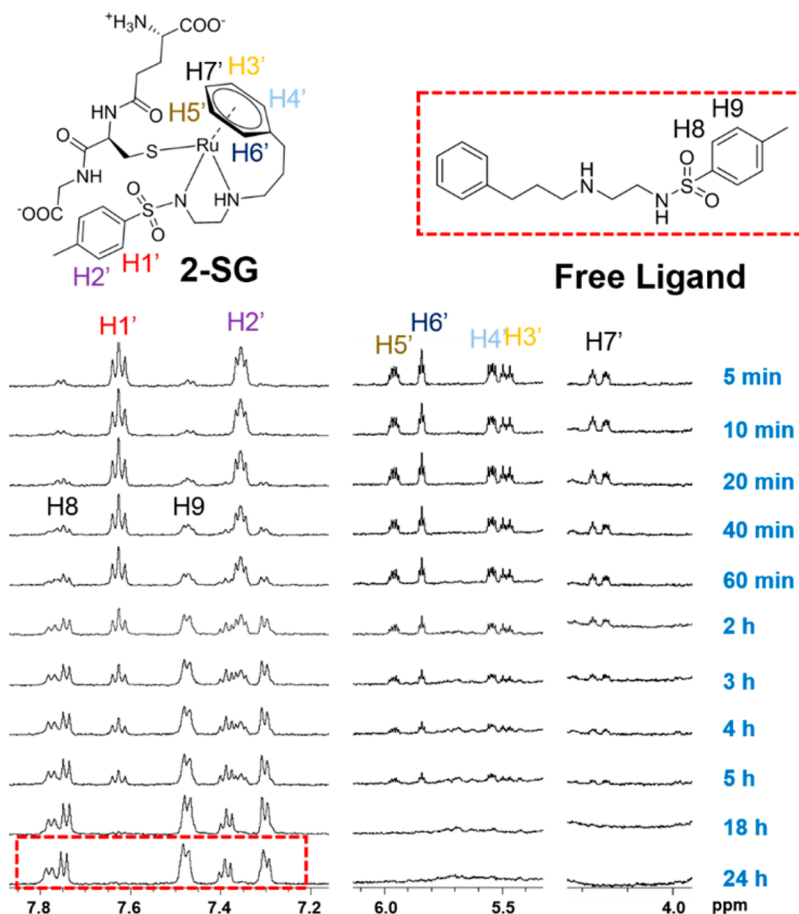 ⁺H₃N
COO⁻
H7’
H3’
H4’
H5’
H6’
O
H
N
O
S
Ru
NH
O
N
NH
O
S
O
⁻OOC
H2’
H1’
2-SG
H9
H8
H
N
O
O
S
N
H
Free Ligand
H1’
H2’
H5’
H6’
H4’
H3’
H7’
5 min
10 min
20 min
H8
H9
40 min
60 min
2 h
3 h
4 h
5 h
18 h
24 h
7.8
7.6
7.4
7.2
6.0
5.5
4.0
ppm